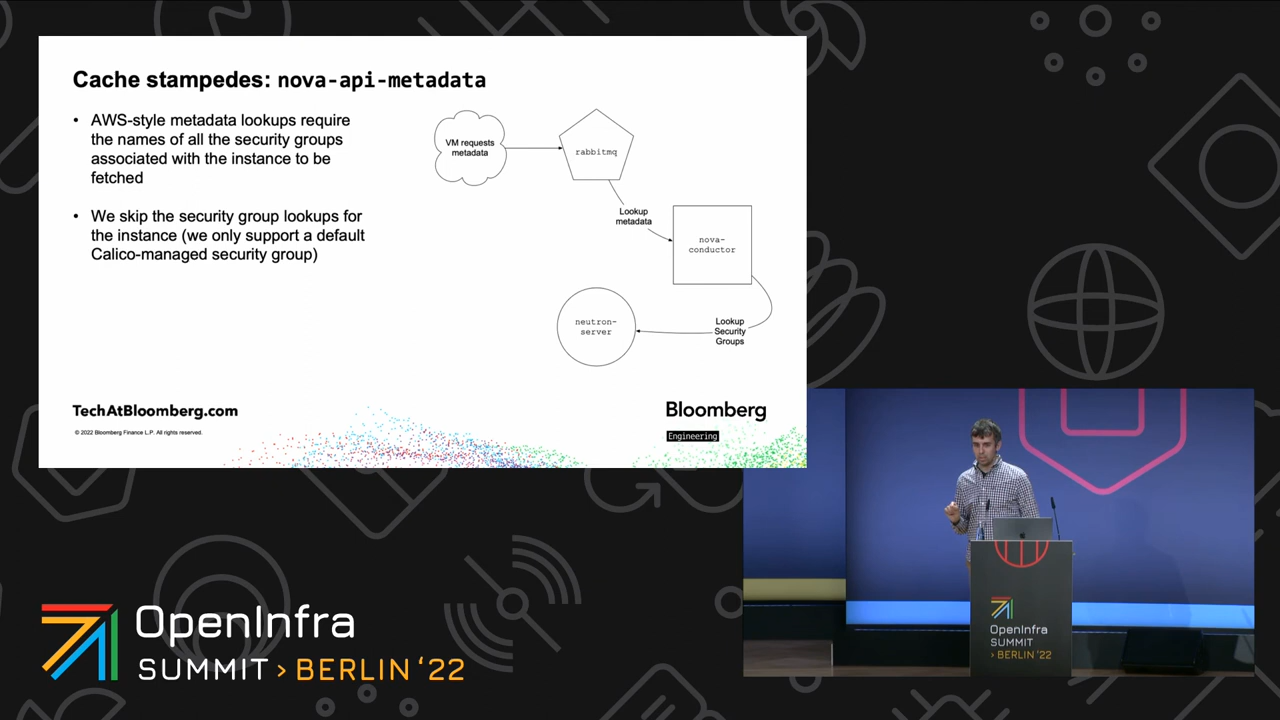 Cache stampedes: nova-api-metadata
• AWS-style metadata lookups require
the names of all the security groups
associated with the instance to be
fetched
• We skip the security group lookups for
the instance (we only support a default
Calico-managed security group)
VM requests
metadata
rabbitmq
Lookup
metadata
nova-
conductor
neutron-
server
Lookup
Security
Groups
TechAtBloomberg.com
© 2022 Bloomberg Finance L.P. All rights reserved.
Bloomberg
Engineering
OpenInfra
SUMMIT › BERLIN ‘22
OpenInfra
SUMMIT
› BERLIN ‘22